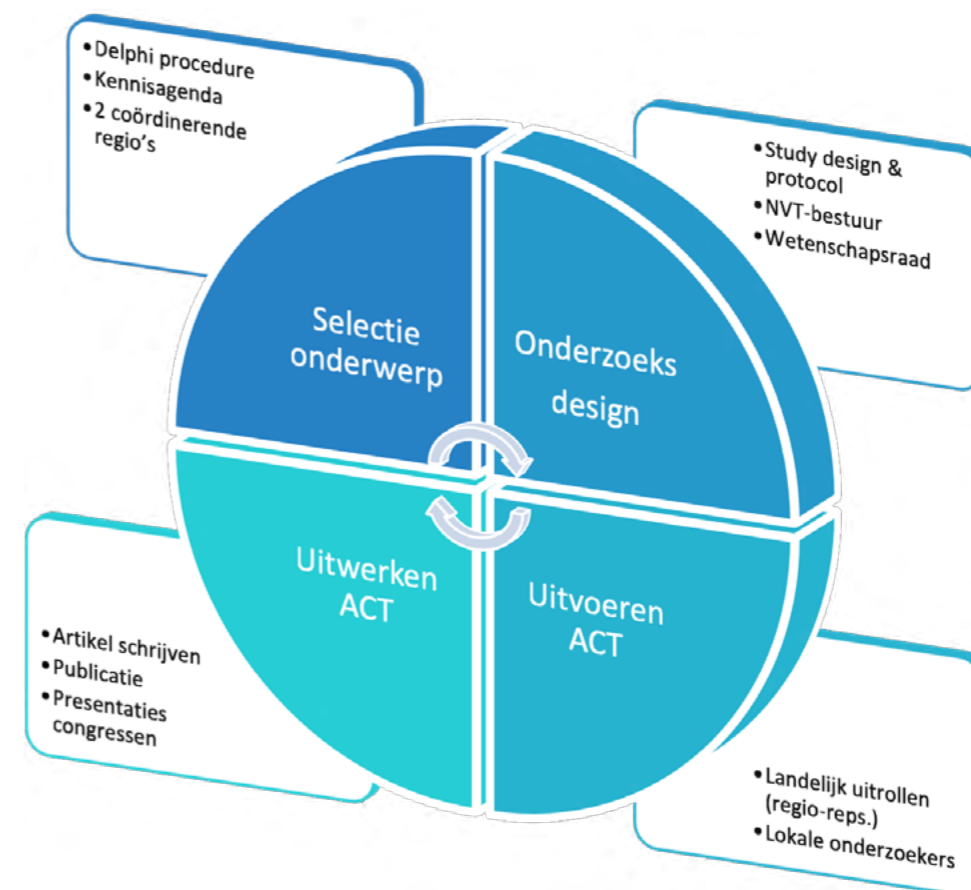 •Delphi procedure
•Kennisagenda
•2 coördinerende
regio's
•Study design &
protocol
•NVT-bestuur
•Wetenschapsraad
Selectie
onderwerp
Onderzoeks
design
Uitwerken
ACT
Uitvoeren
ACT
•Artikel schrijven
•Publicatie
•Presentaties
congressen
•Landelijk uitrollen
(regio-reps.)
•Lokale onderzoekers